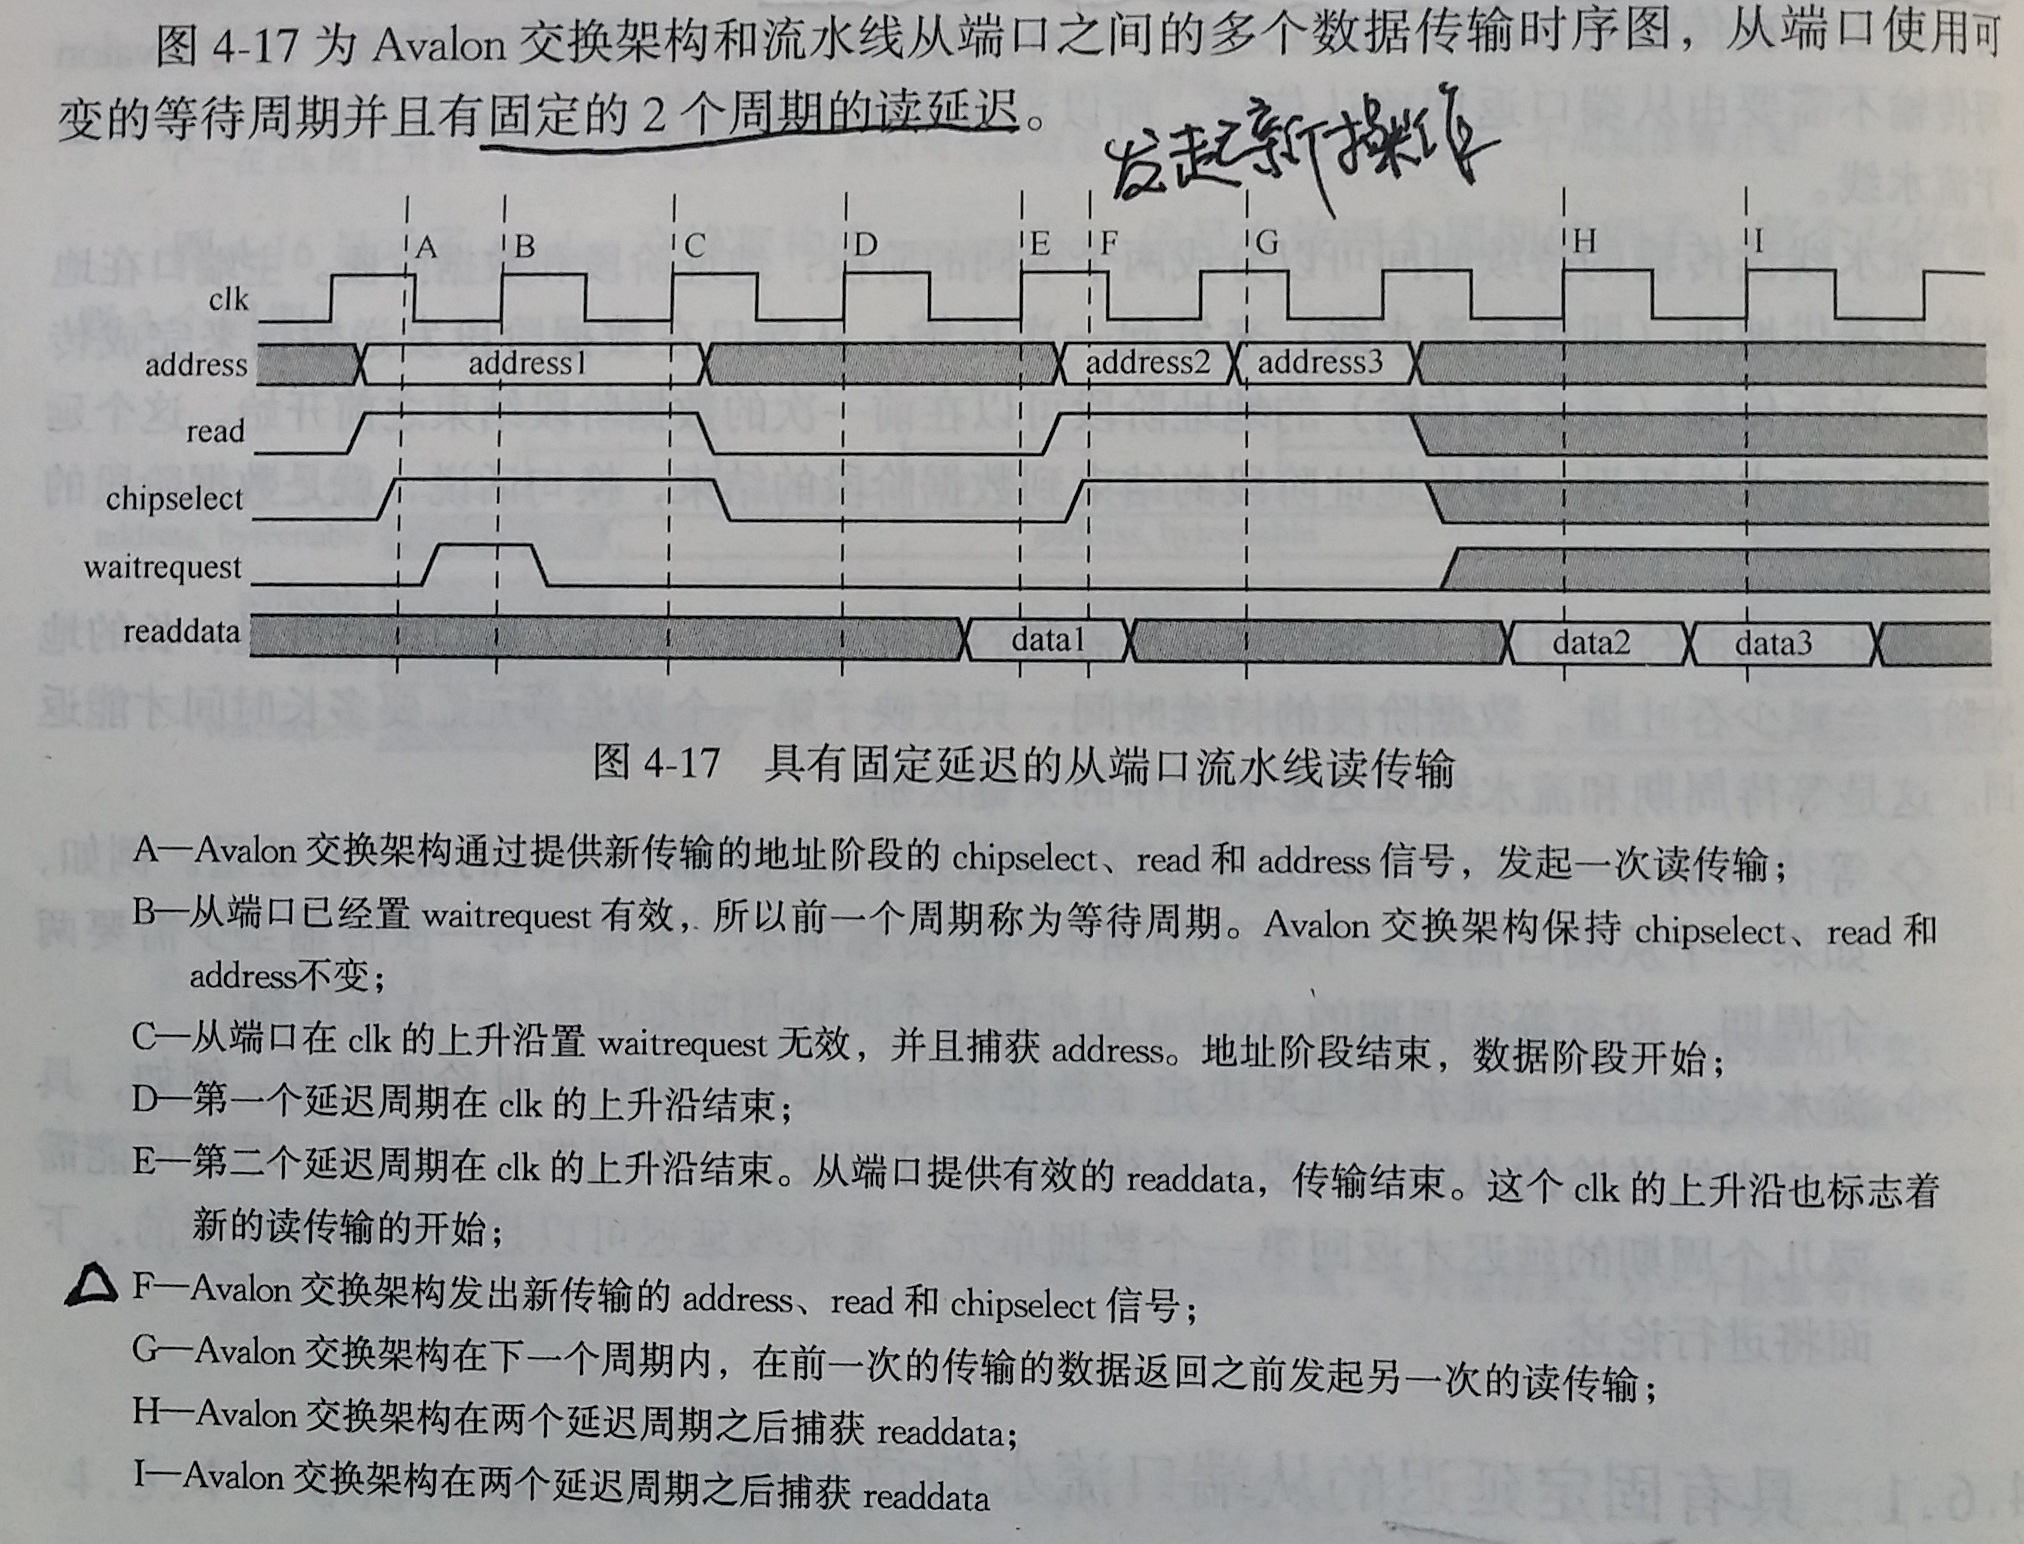 图 4-17 为 Avalon 交换架构和流水线从端口之间的多个数据传输时序图，从端口使用可
变的等待周期并且有固定的 2 个周期的读延迟。
发起新操作
A B C D E F G H I
clk
address address1 address2 address3
read
chipselect
waitrequest
readdata data1 data2 data3
图 4-17 具有固定延迟的从端口流水线读传输
A—Avalon 交换架构通过提供新传输的地址阶段的 chipselect、read 和 address 信号，发起一次读传输；
B—从端口已经置 waitrequest 有效，所以前一个周期称为等待周期。Avalon 交换架构保持 chipselect、read 和
address不变；
C—从端口在 clk 的上升沿置 waitrequest 无效，并且捕获 address。地址阶段结束，数据阶段开始；
D—第一个延迟周期在 clk 的上升沿结束；
E—第二个延迟周期在 clk 的上升沿结束。从端口提供有效的 readdata，传输结束。这个 clk 的上升沿也标志着
新的读传输的开始；
F—Avalon 交换架构发出新传输的 address、read 和 chipselect 信号；
G—Avalon 交换架构在下一个周期内，在前一次的传输的数据返回之前发起另一次的读传输；
H—Avalon 交换架构在两个延迟周期之后捕获 readdata；
I—Avalon 交换架构在两个延迟周期之后捕获 readdata